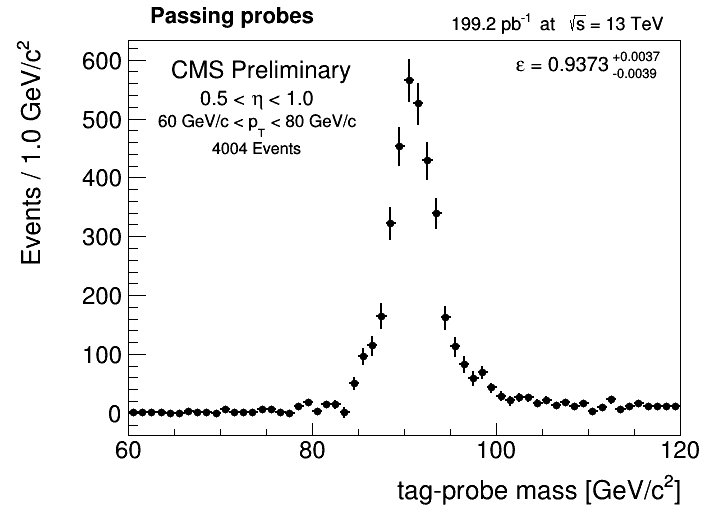 Passing probes
199.2 pb⁻¹ at √s = 13 TeV
CMS Preliminary
0.5 < η < 1.0
60 GeV/c < p_T < 80 GeV/c
4004 Events
ε = 0.9373 +0.0037 -0.0039
Events / 1.0 GeV/c²
600
500
400
300
200
100
0
60 80 100 120
tag-probe mass [GeV/c²]